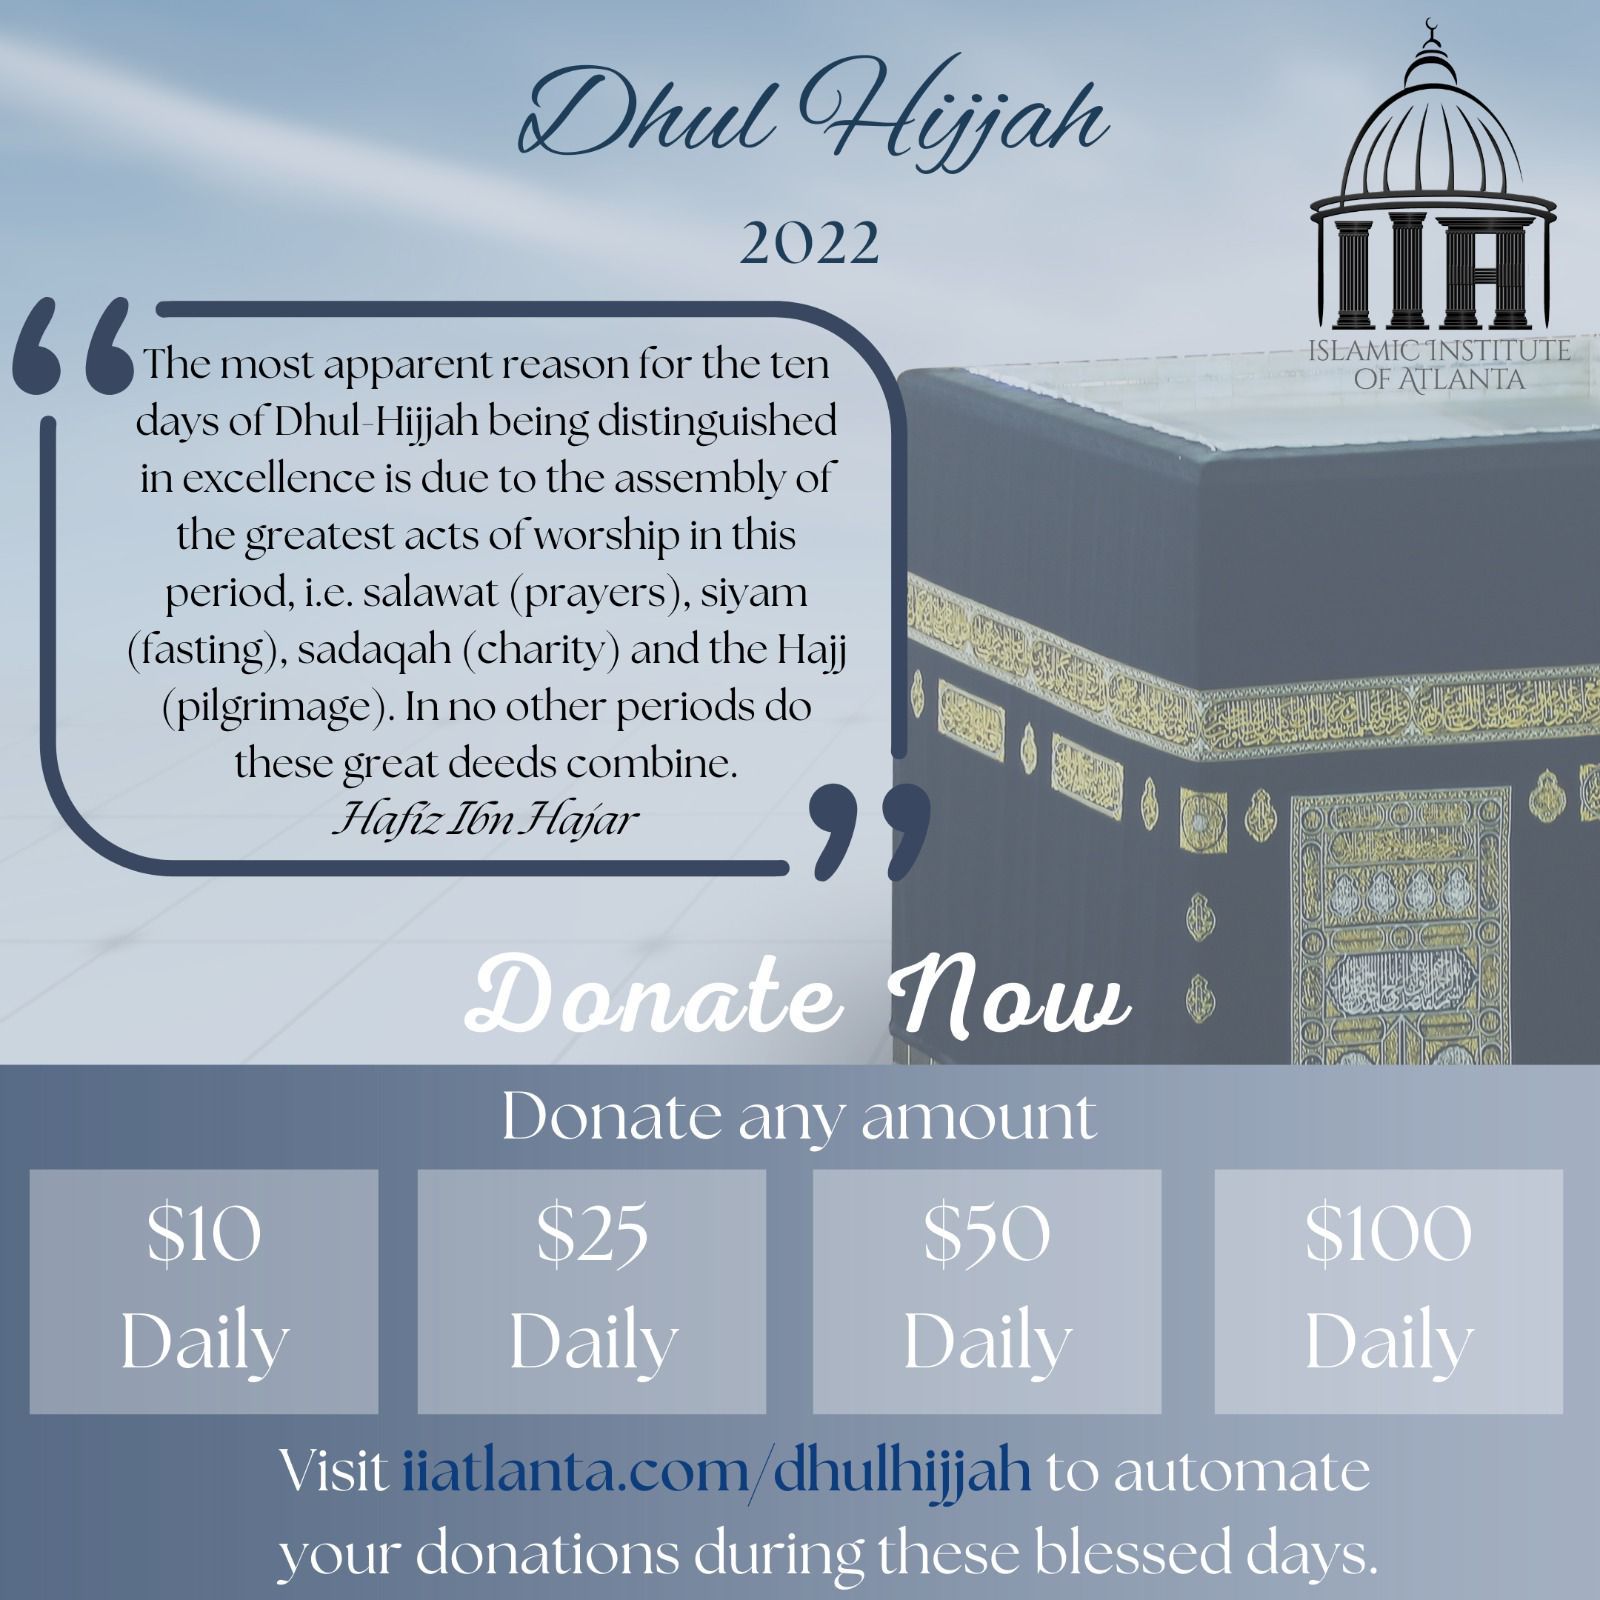 Dhul Hijjah
2022
IIA
ISLAMIC INSTITUTE
OF ATLANTA
“The most apparent reason for the ten
days of Dhul-Hijjah being distinguished
in excellence is due to the assembly of
the greatest acts of worship in this
period, i.e. salawat (prayers), siyam
(fasting), sadaqah (charity) and the Hajj
(pilgrimage). In no other periods do
these great deeds combine.
Hafiz Ibn Hajar”
Donate Now
Donate any amount
$10
Daily
$25
Daily
$50
Daily
$100
Daily
Visit iiatlanta.com/dhulhijjah to automate
your donations during these blessed days.